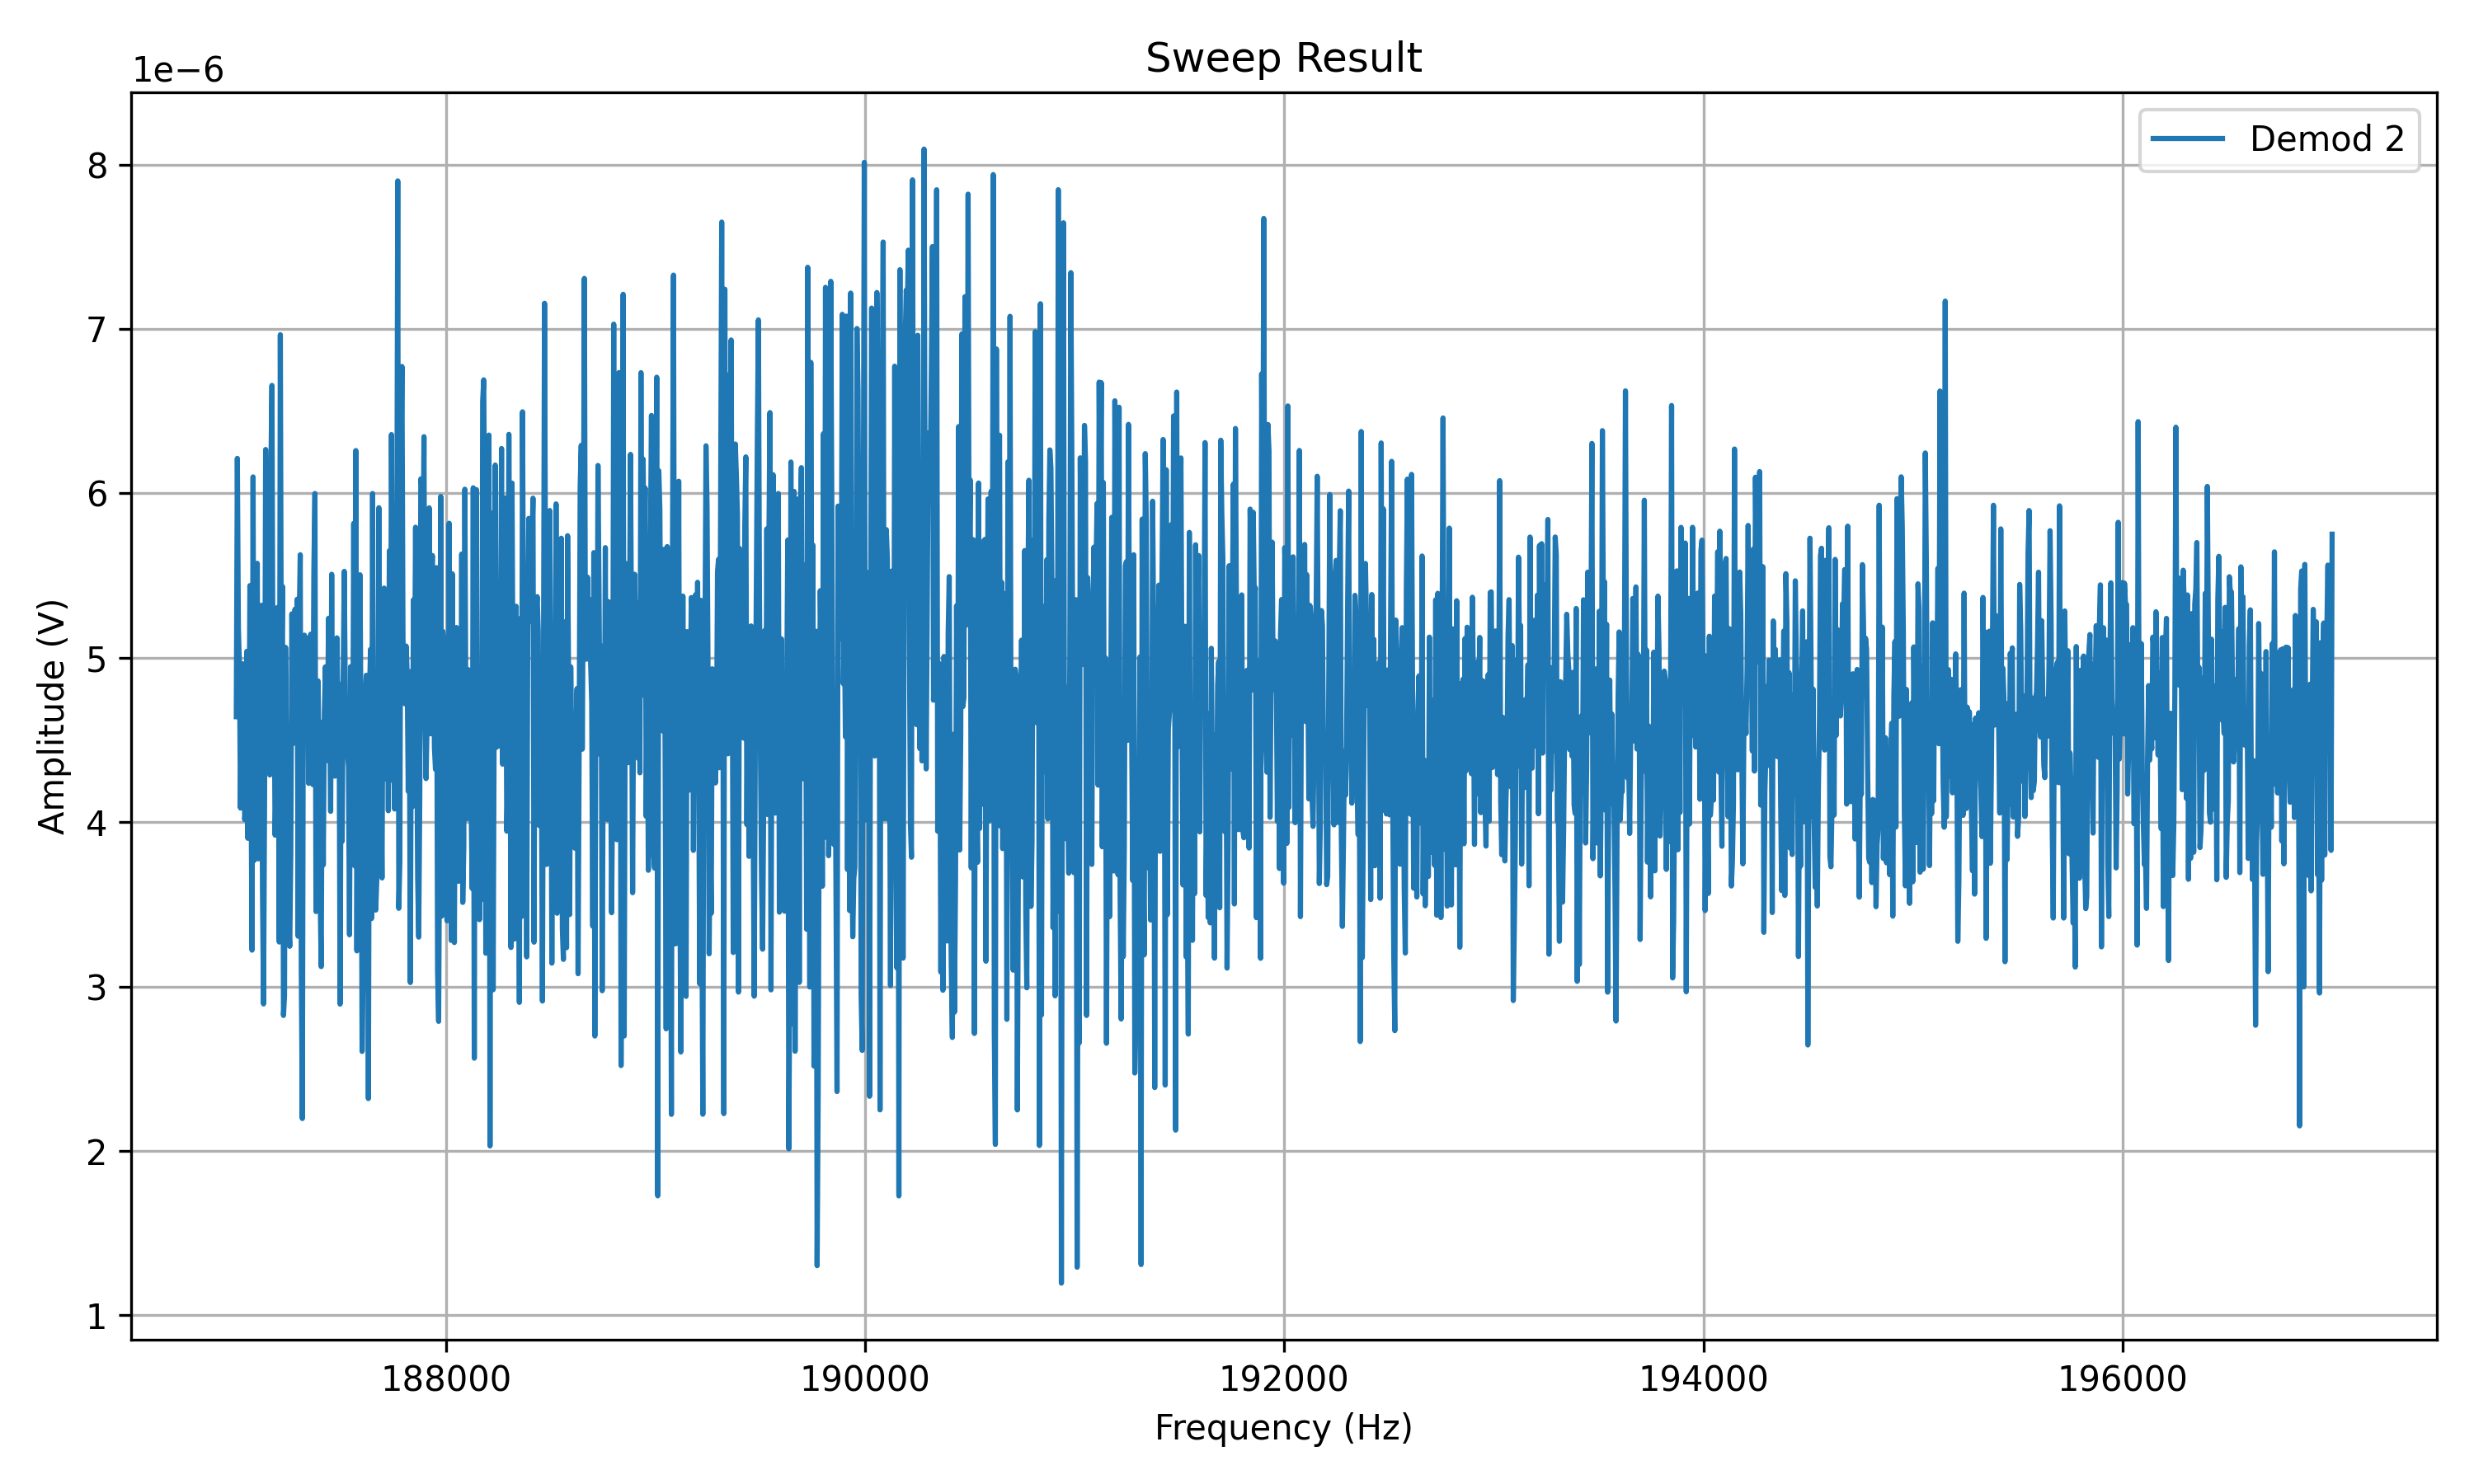 Sweep Result
1e−6
Demod 2
8
7
6
5
4
3
2
1
Amplitude (V)
188000 190000 192000 194000 196000
Frequency (Hz)